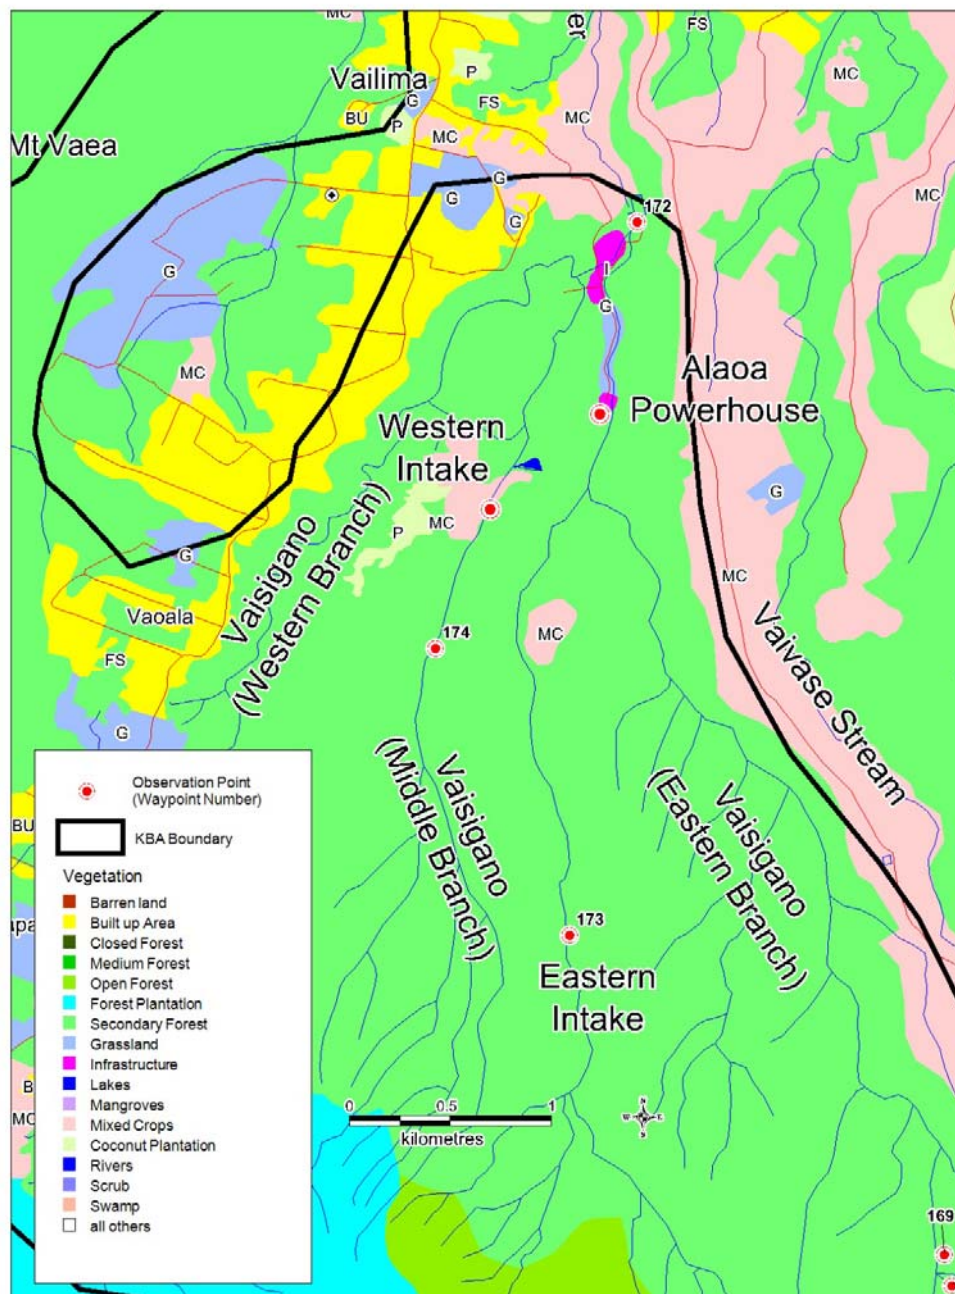 MC
er
FS
Vailima
P
MC
G
FS
BU
P
MC
MC
Mt Vaea
MC
G
G
172
G
G
I
G
MC
Alaoa
Powerhouse
Western
Intake
G
P
MC
G
Vaisigano
(Western Branch)
MC
Vaoala
174
MC
FS
Vaivase Stream
G
Vaisigano
(Middle Branch)
Vaisigano
(Eastern Branch)
173
Eastern
Intake
Observation Point
(Waypoint Number)
KBA Boundary
Vegetation
Barren land
Built up Area
Closed Forest
Medium Forest
Open Forest
Forest Plantation
Secondary Forest
Grassland
Infrastructure
Lakes
Mangroves
Mixed Crops
Coconut Plantation
Rivers
Scrub
Swamp
all others
BU
apa
B
MC
0 0.5 1
kilometres
N
W E
S
169